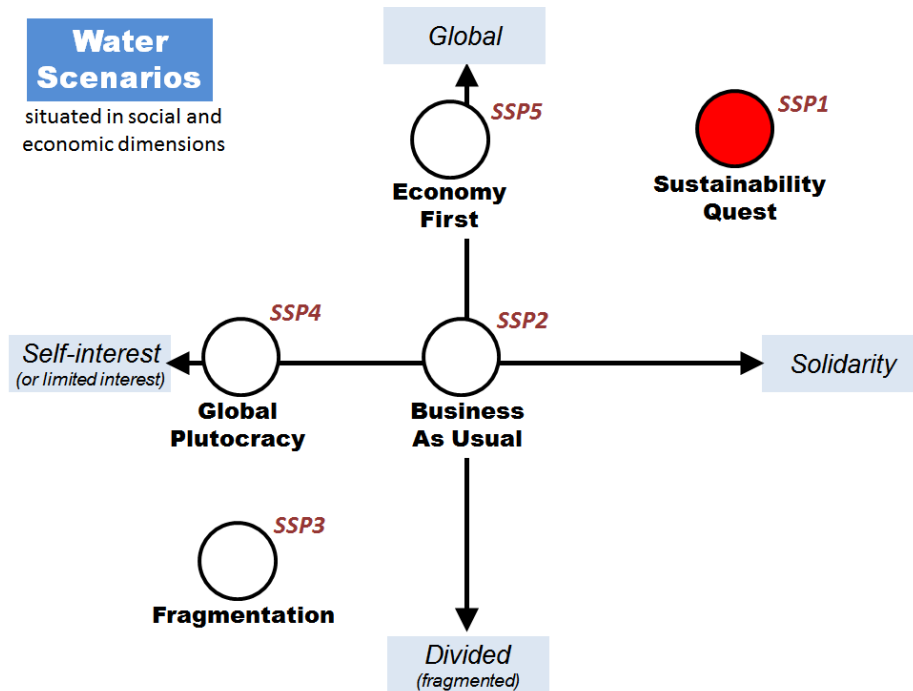 Water
Scenarios
situated in social and
economic dimensions
Global
SSP5
Economy
First
SSP1
Sustainability
Quest
SSP4
Global
Plutocracy
SSP2
Business
As Usual
Self-interest
(or limited interest)
Solidarity
SSP3
Fragmentation
Divided
(fragmented)